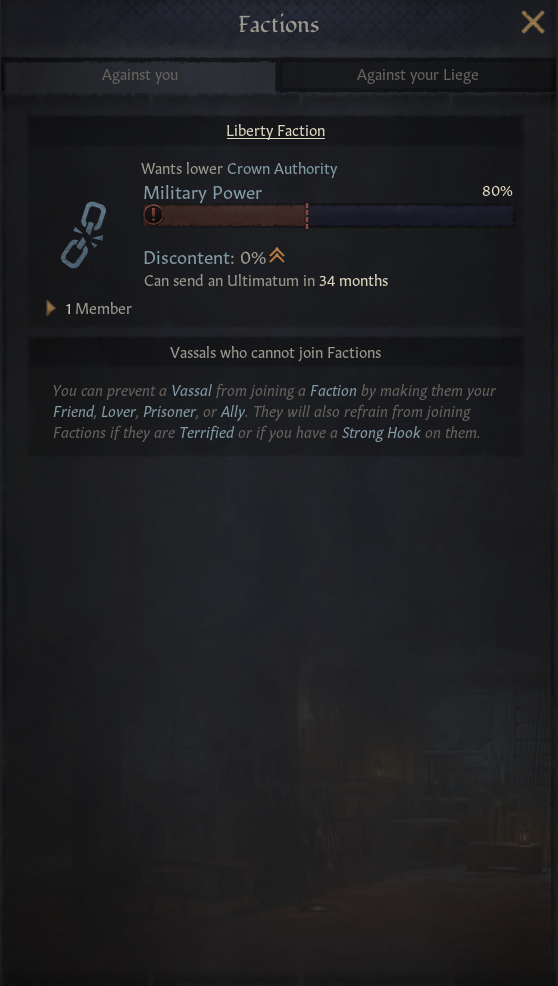 Factions
Against you
Against your Liege
Liberty Faction
Wants lower Crown Authority
Military Power
80%
Discontent: 0%
Can send an Ultimatum in 34 months
1 Member
Vassals who cannot join Factions
You can prevent a Vassal from joining a Faction by making them your
Friend, Lover, Prisoner, or Ally. They will also refrain from joining
Factions if they are Terrified or if you have a Strong Hook on them.